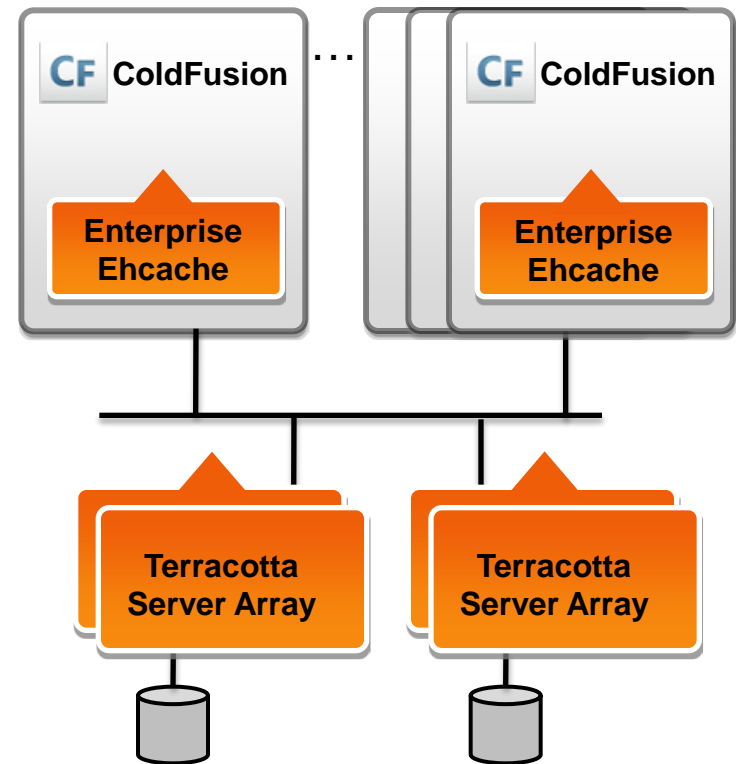 CF ColdFusion
...
CF ColdFusion
Enterprise
Ehcache
Enterprise
Ehcache
Terracotta
Server Array
Terracotta
Server Array